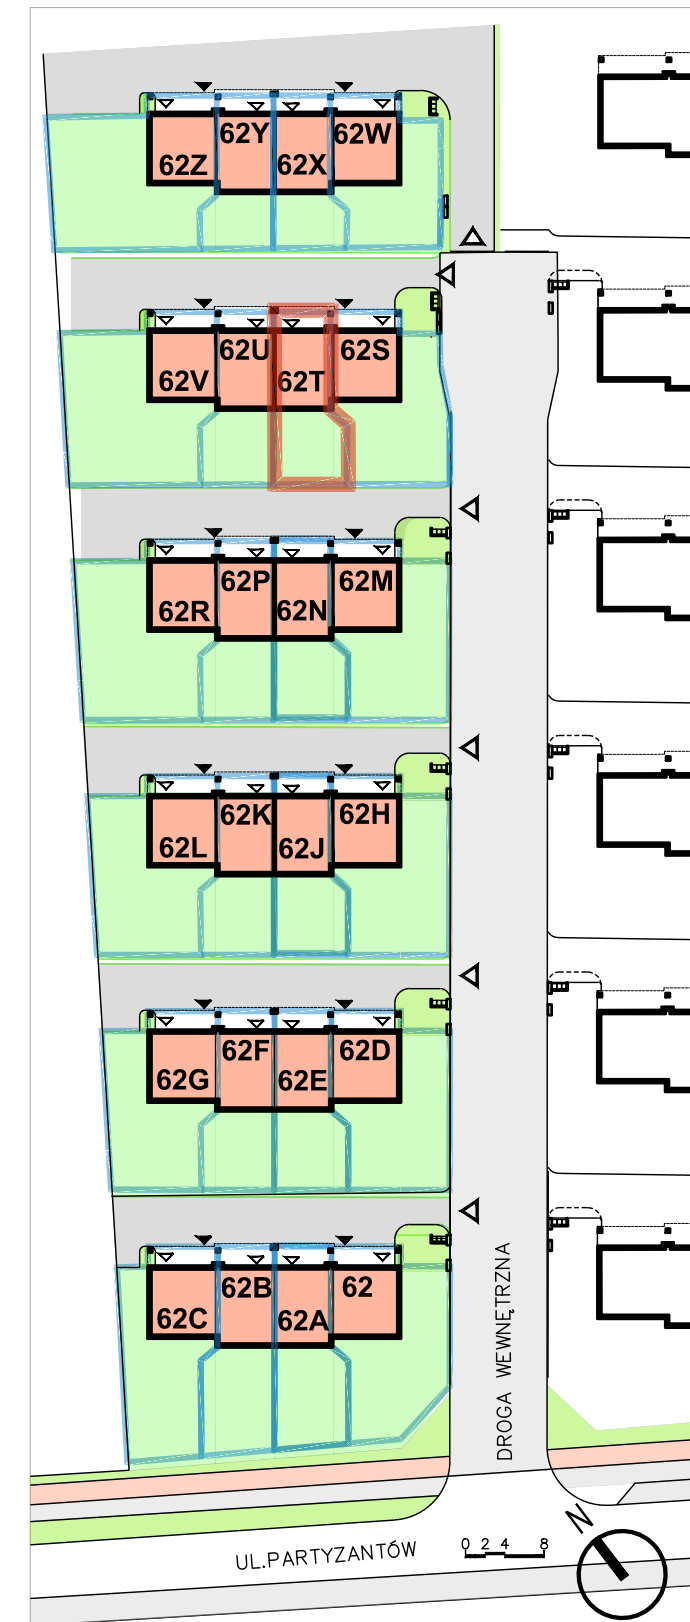 62Y 62W
62Z 62X
62U 62S
62V 62T
62P 62M
62R 62N
62K 62H
62L 62J
62F 62D
62G 62E
62B 62
62C 62A
DROGA WEWNĘTRZNA
N
0 2 4 8
UL.PARTYZANTÓW